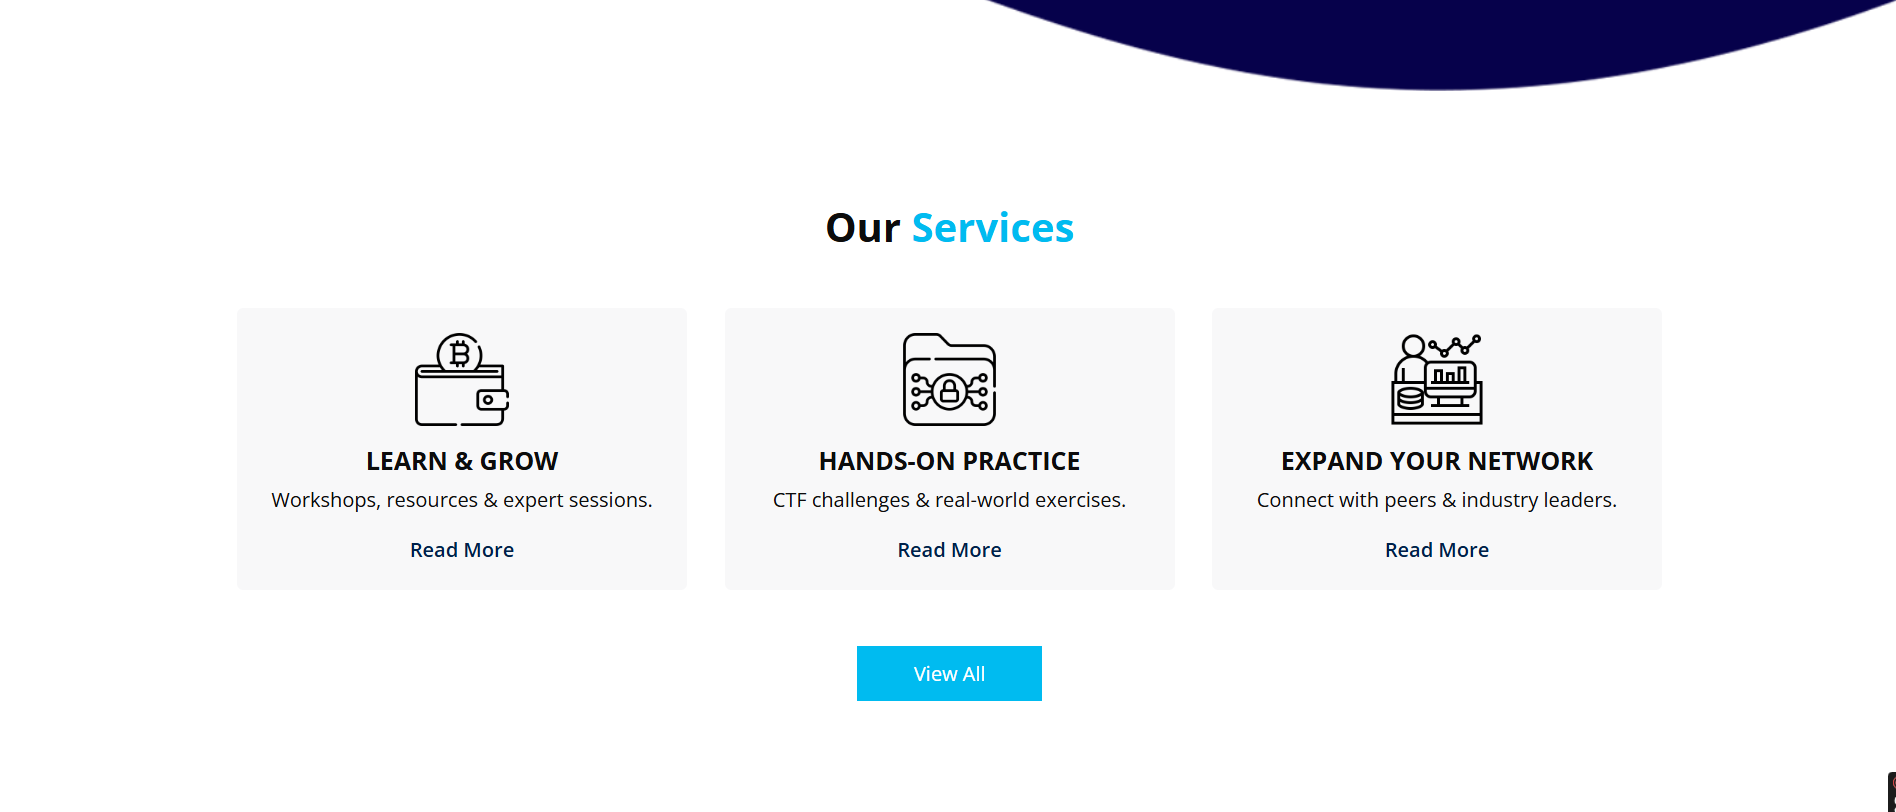 Our Services
LEARN & GROW
Workshops, resources & expert sessions.
Read More
HANDS-ON PRACTICE
CTF challenges & real-world exercises.
Read More
EXPAND YOUR NETWORK
Connect with peers & industry leaders.
Read More
View All